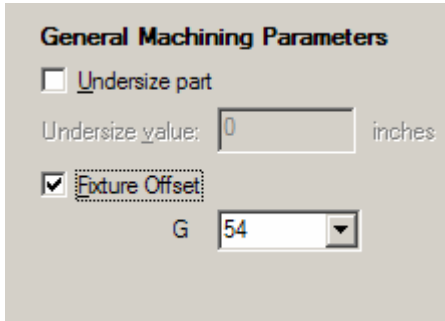 General Machining Parameters
Undersize part
Undersize value: 0 inches
Fixture Offset
G 54